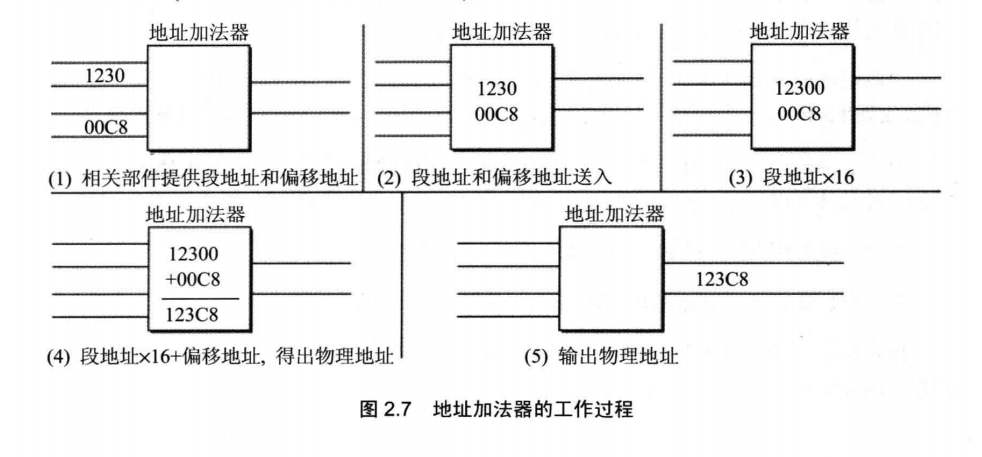 地址加法器
1230
00C8
(1) 相关部件提供段地址和偏移地址
地址加法器
1230
00C8
(2) 段地址和偏移地址送入
地址加法器
12300
00C8
(3) 段地址×16
地址加法器
12300
+00C8
123C8
(4) 段地址×16+偏移地址, 得出物理地址
地址加法器
123C8
(5) 输出物理地址
图 2.7 地址加法器的工作过程